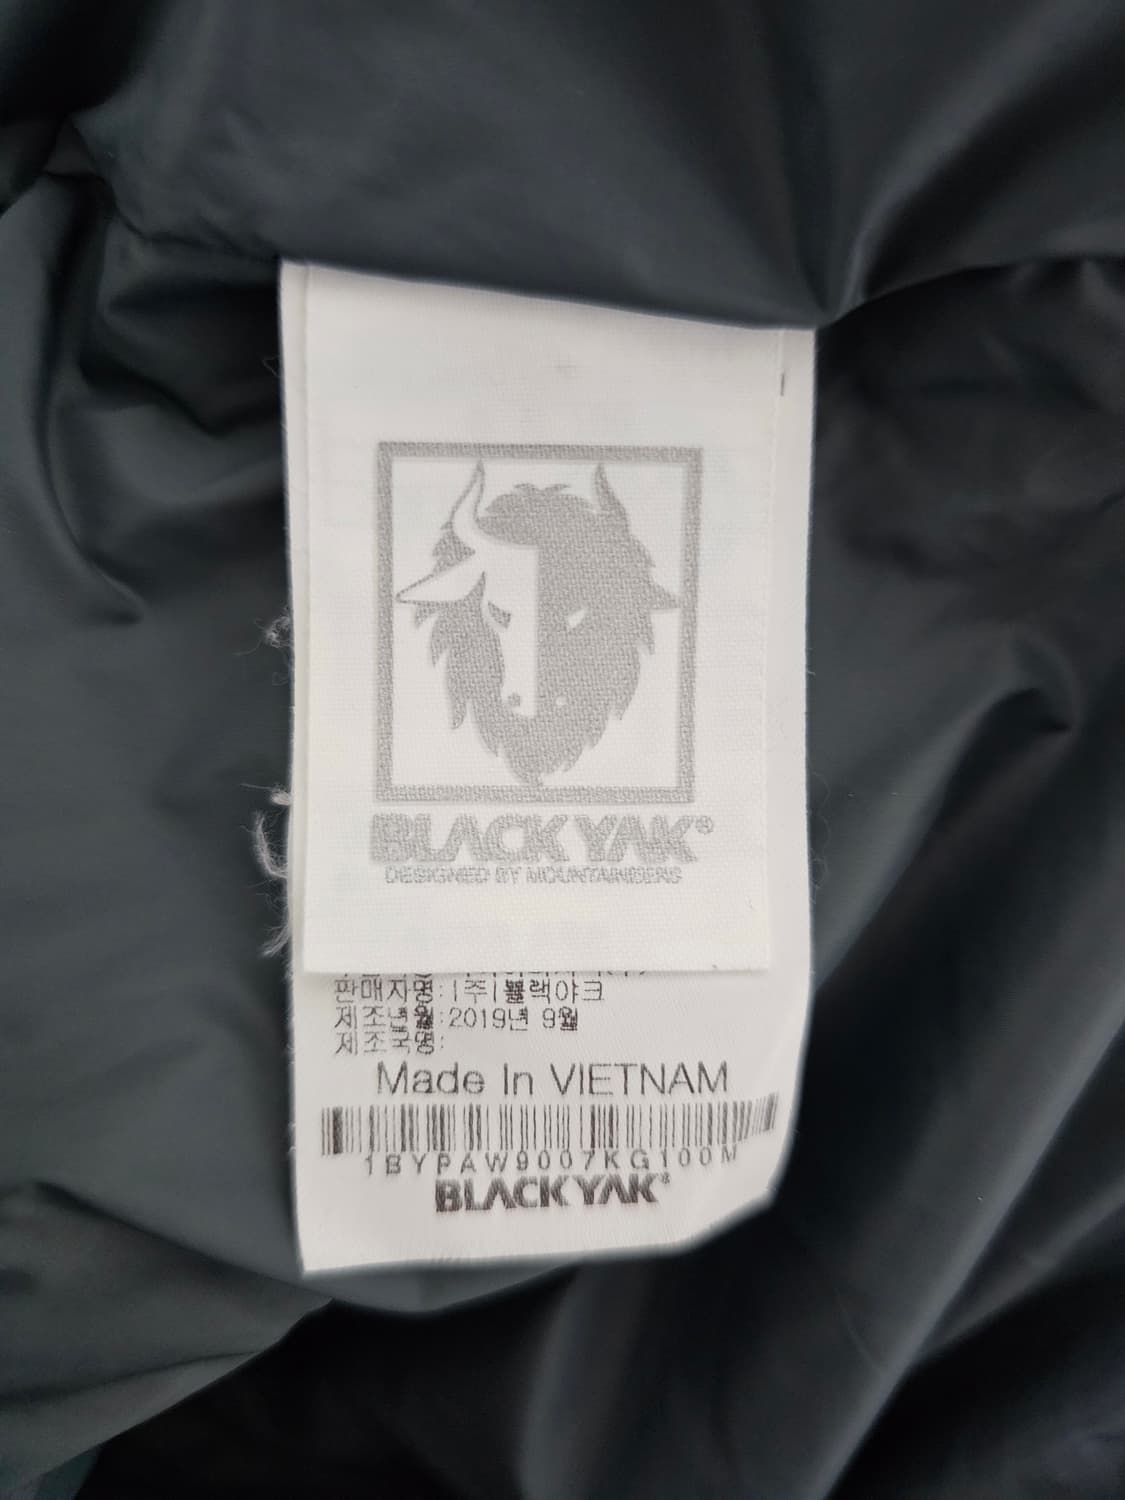 BLACKYAK®
DESIGNED BY MOUNTAINEERS
판매자명: (주)블랙야크
제조년월: 2019년 9월
제조국명:
Made In VIETNAM
1BYPAW9007KG100M
BLACKYAK®